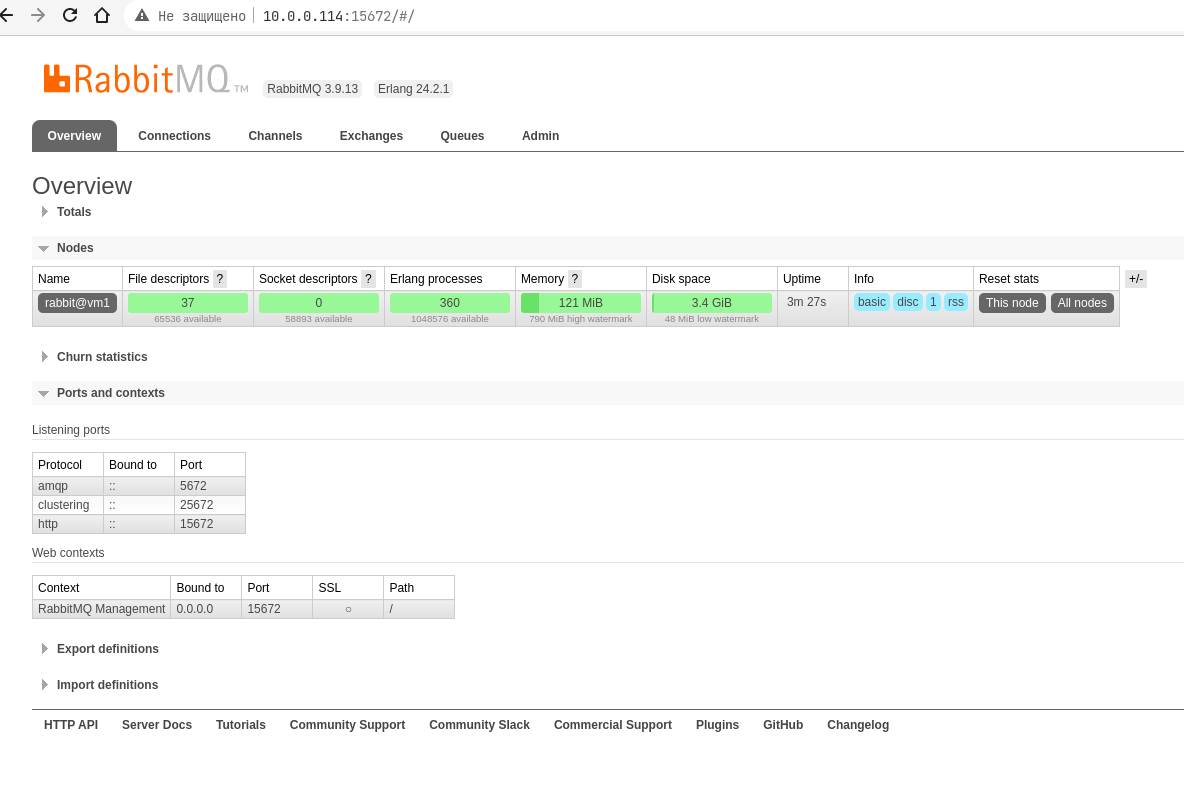 Не защищено 10.0.0.114:15672/#/
RabbitMQ TM RabbitMQ 3.9.13 Erlang 24.2.1
Overview Connections Channels Exchanges Queues Admin
Overview
Totals
Nodes
Name File descriptors ? Socket descriptors ? Erlang processes Memory ? Disk space Uptime Info Reset stats +/-
rabbit@vm1 37 0 360 121 MiB 3.4 GiB 3m 27s basic disc 1 rss This node All nodes
65536 available 58893 available 1048576 available 790 MiB high watermark 48 MiB low watermark
Churn statistics
Ports and contexts
Listening ports
Protocol Bound to Port
amqp :: 5672
clustering :: 25672
http :: 15672
Web contexts
Context Bound to Port SSL Path
RabbitMQ Management 0.0.0.0 15672 ○ /
Export definitions
Import definitions
HTTP API Server Docs Tutorials Community Support Community Slack Commercial Support Plugins GitHub Changelog